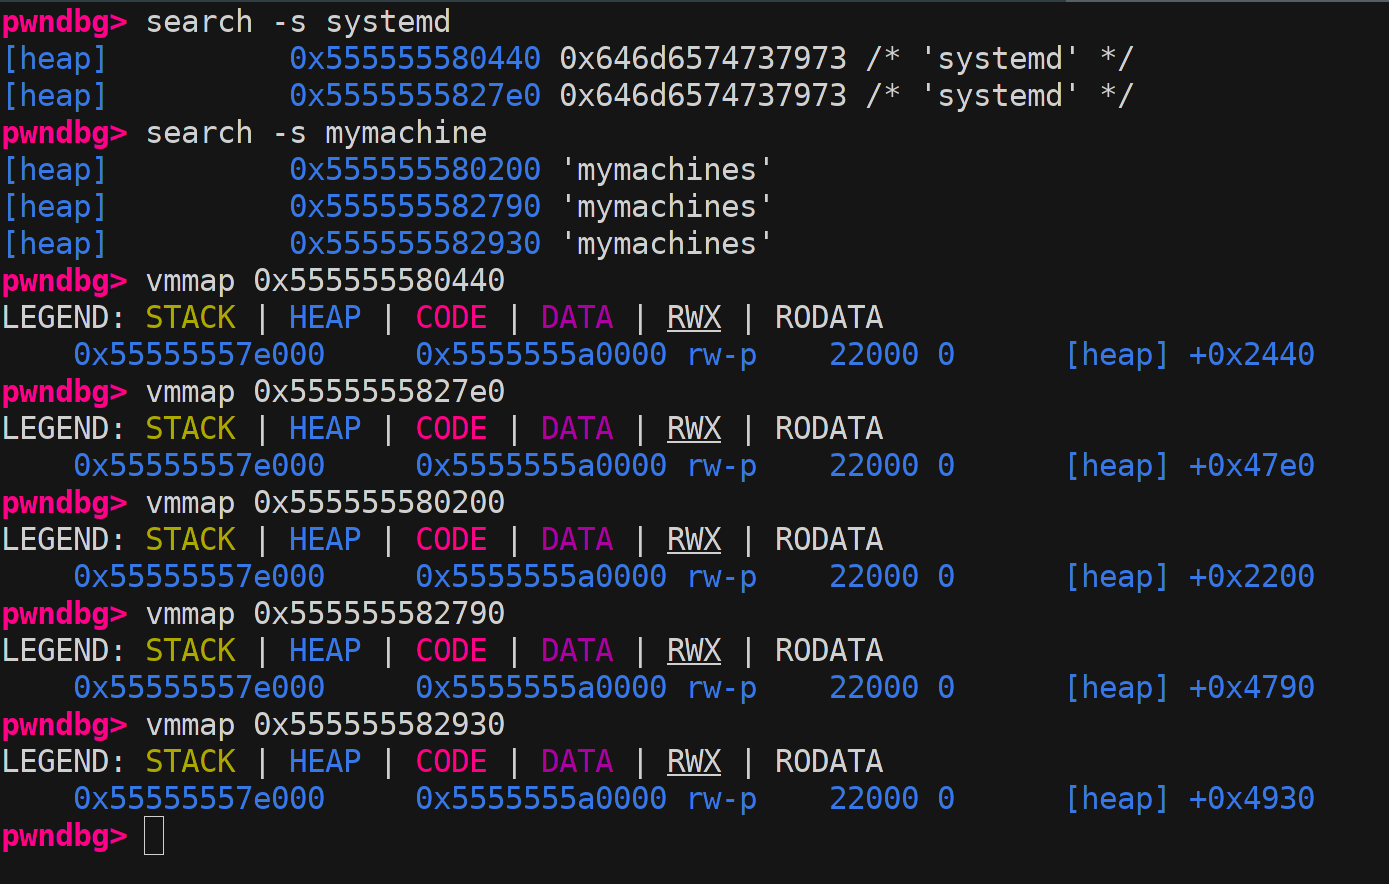 pwndbg> search -s systemd
[heap]          0x555555580440 0x646d6574737973 /* 'systemd' */
[heap]          0x5555555827e0 0x646d6574737973 /* 'systemd' */
pwndbg> search -s mymachine
[heap]          0x555555580200 'mymachines'
[heap]          0x555555582790 'mymachines'
[heap]          0x555555582930 'mymachines'
pwndbg> vmmap 0x555555580440
LEGEND: STACK | HEAP | CODE | DATA | RWX | RODATA
    0x55555557e000     0x5555555a0000 rw-p    22000 0      [heap] +0x2440
pwndbg> vmmap 0x5555555827e0
LEGEND: STACK | HEAP | CODE | DATA | RWX | RODATA
    0x55555557e000     0x5555555a0000 rw-p    22000 0      [heap] +0x47e0
pwndbg> vmmap 0x555555580200
LEGEND: STACK | HEAP | CODE | DATA | RWX | RODATA
    0x55555557e000     0x5555555a0000 rw-p    22000 0      [heap] +0x2200
pwndbg> vmmap 0x555555582790
LEGEND: STACK | HEAP | CODE | DATA | RWX | RODATA
    0x55555557e000     0x5555555a0000 rw-p    22000 0      [heap] +0x4790
pwndbg> vmmap 0x555555582930
LEGEND: STACK | HEAP | CODE | DATA | RWX | RODATA
    0x55555557e000     0x5555555a0000 rw-p    22000 0      [heap] +0x4930
pwndbg>